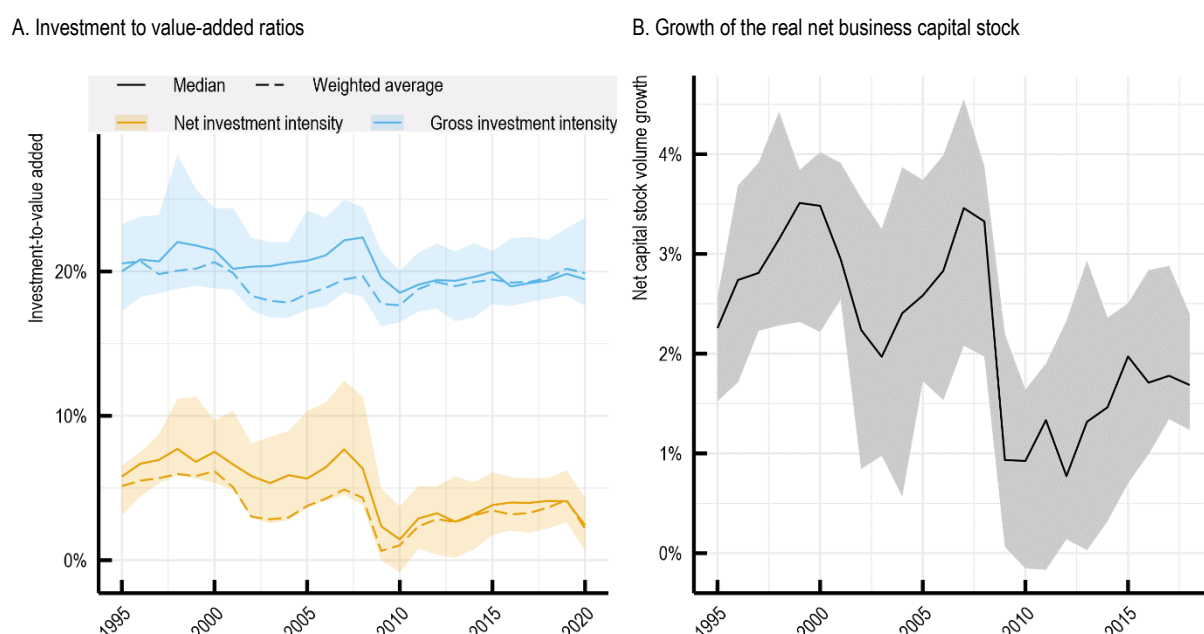 A. Investment to value-added ratios
Median
Weighted average
Net investment intensity
Gross investment intensity
Investment-to-value added
20%
10%
0%
1995
2000
2005
2010
2015
2020
B. Growth of the real net business capital stock
Net capital stock volume growth
4%
3%
2%
1%
0%
1995
2000
2005
2010
2015